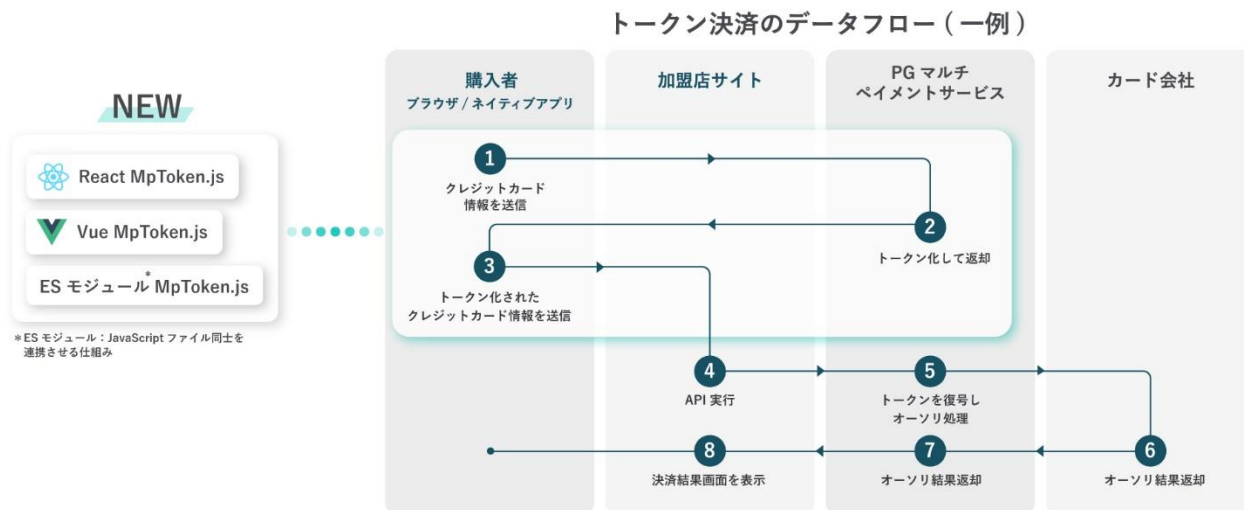 トークン決済のデータフロー ( 一例 )
NEW
React MpToken.js
Vue MpToken.js
ES モジュール* MpToken.js
*ES モジュール：JavaScript ファイル同士を
連携させる仕組み
購入者
ブラウザ / ネイティブアプリ
加盟店サイト
PG マルチ
ペイメントサービス
カード会社
1
クレジットカード
情報を送信
2
トークン化して返却
3
トークン化された
クレジットカード情報を送信
4
API 実行
5
トークンを復号し
オーソリ処理
6
オーソリ結果返却
7
オーソリ結果返却
8
決済結果画面を表示